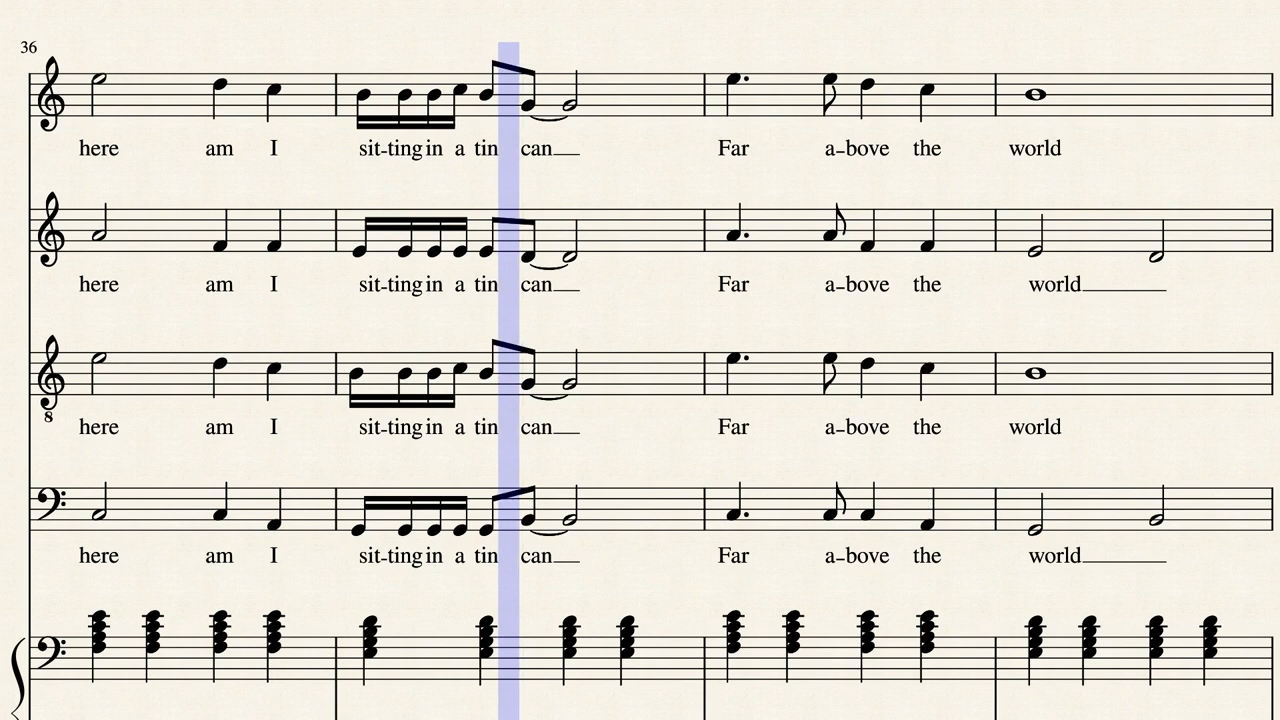 36
here am I sit-ting in a tin can Far a-bove the world
here am I sit-ting in a tin can Far a-bove the world
8
here am I sit-ting in a tin can Far a-bove the world
here am I sit-ting in a tin can Far a-bove the world